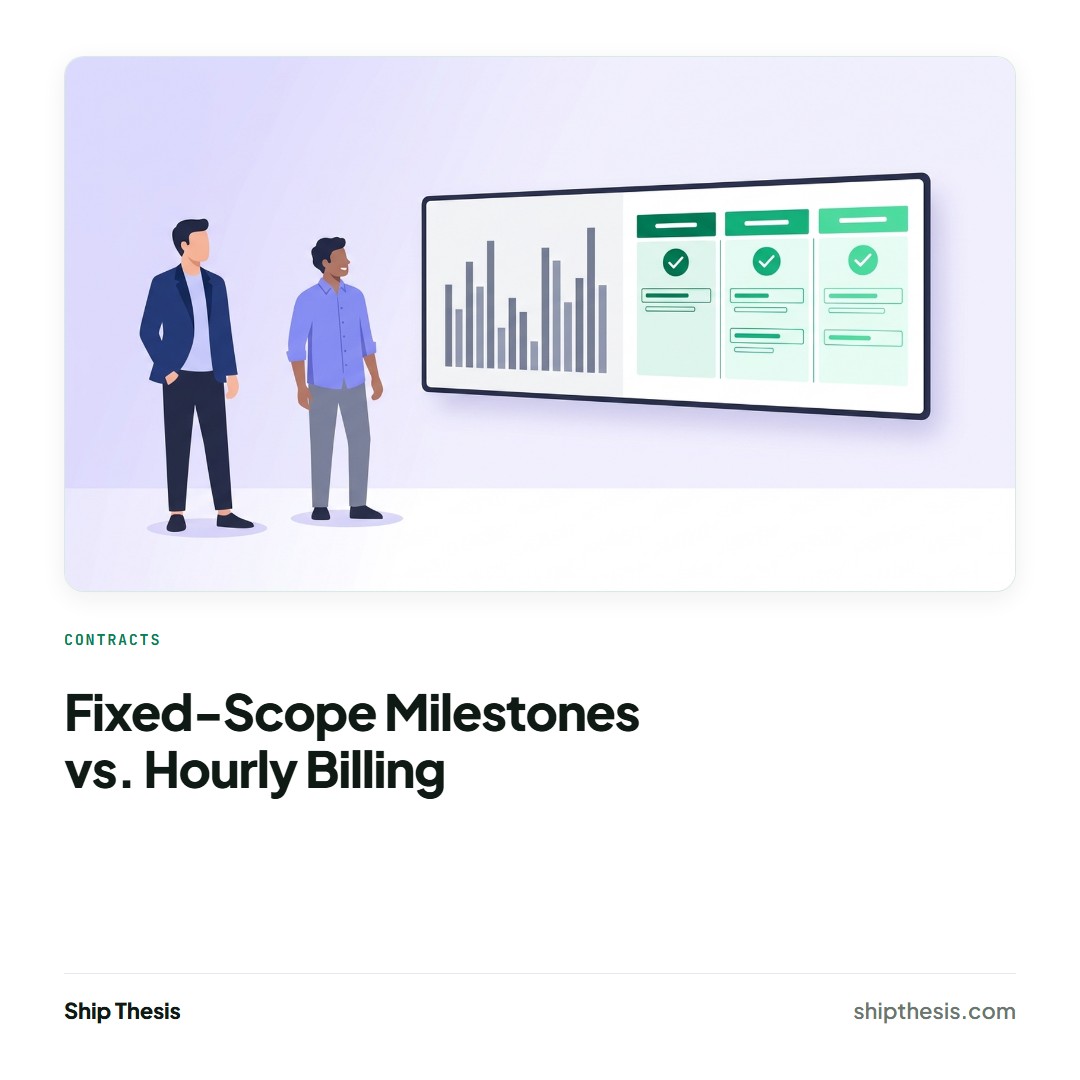 CONTRACTS
Fixed-Scope Milestones
vs. Hourly Billing
Ship Thesis
shipthesis.com